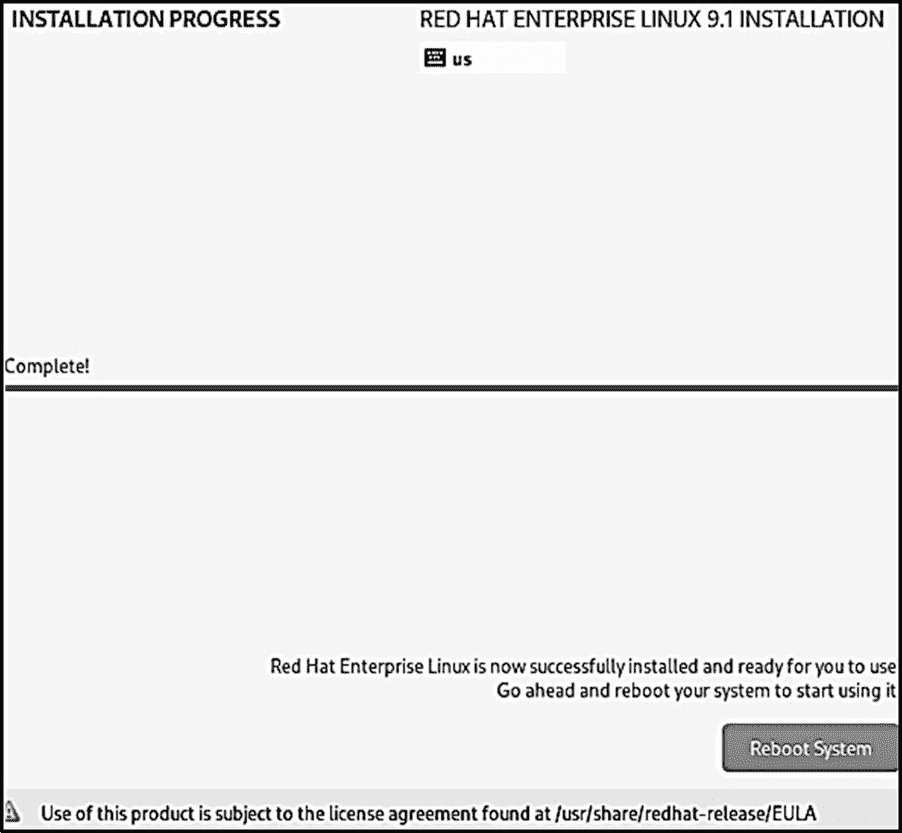 INSTALLATION PROGRESS
RED HAT ENTERPRISE LINUX 9.1 INSTALLATION
us
Complete!
Red Hat Enterprise Linux is now successfully installed and ready for you to use
Go ahead and reboot your system to start using it
Reboot System
Use of this product is subject to the license agreement found at /usr/share/redhat-release/EULA